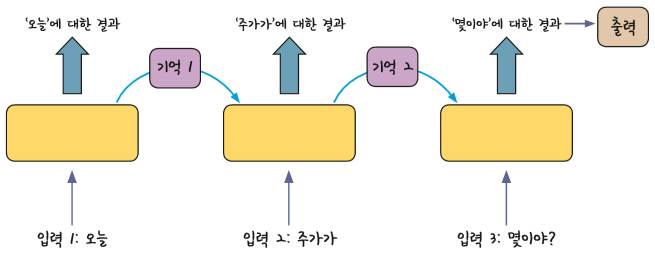 ‘오늘’에 대한 결과
‘주가가’에 대한 결과
‘몇이야’에 대한 결과
출력
기억 1
기억 2
입력 1: 오늘
입력 2: 주가가
입력 3: 몇이야?